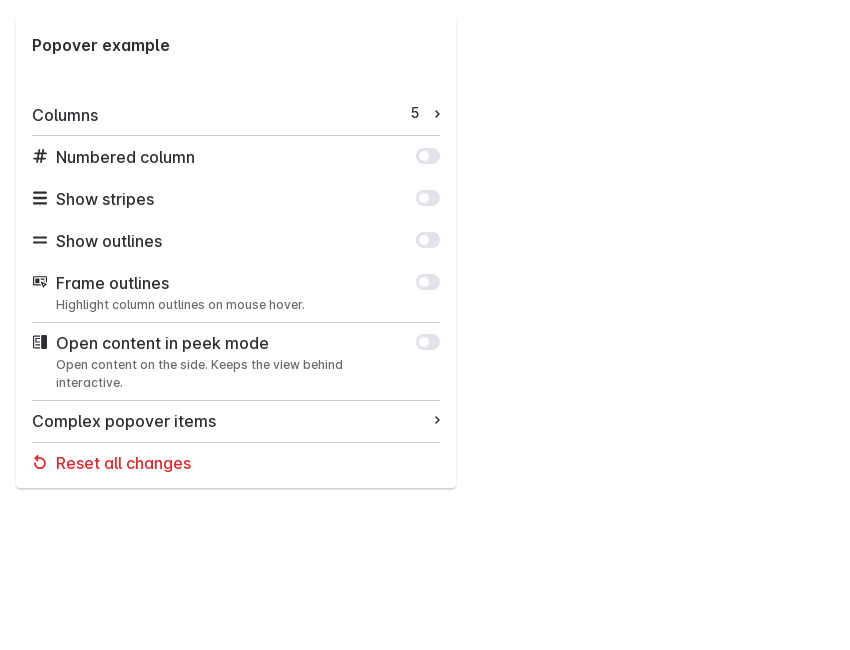 Popover example
Columns 5
Numbered column
Show stripes
Show outlines
Frame outlines
Highlight column outlines on mouse hover.
Open content in peek mode
Open content on the side. Keeps the view behind
interactive.
Complex popover items
Reset all changes